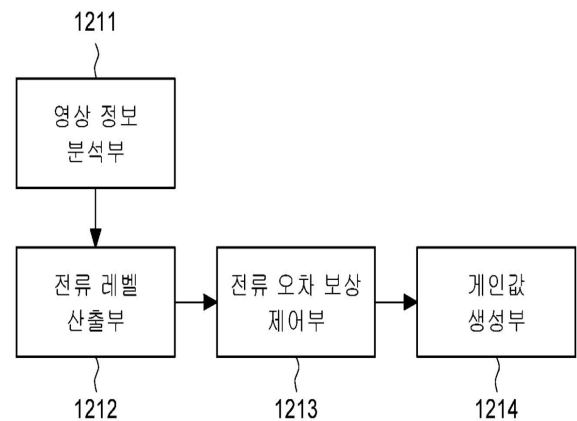 1211
영상 정보
분석부
전류 레벨
산출부
전류 오차 보상
제어부
게인값
생성부
1212
1213
1214